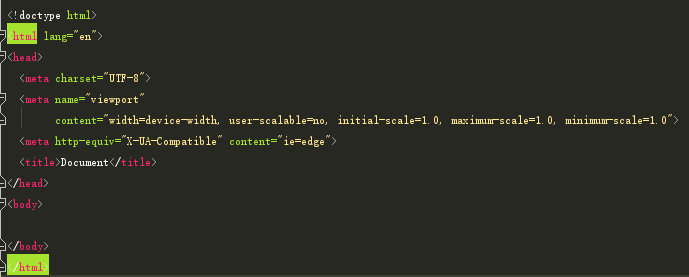 <!doctype html>
<html lang="en">
<head>
<meta charset="UTF-8">
<meta name="viewport"
content="width=device-width, user-scalable=no, initial-scale=1.0, maximum-scale=1.0, minimum-scale=1.0">
<meta http-equiv="X-UA-Compatible" content="ie=edge">
<title>Document</title>
</head>
<body>
</body>
</html>